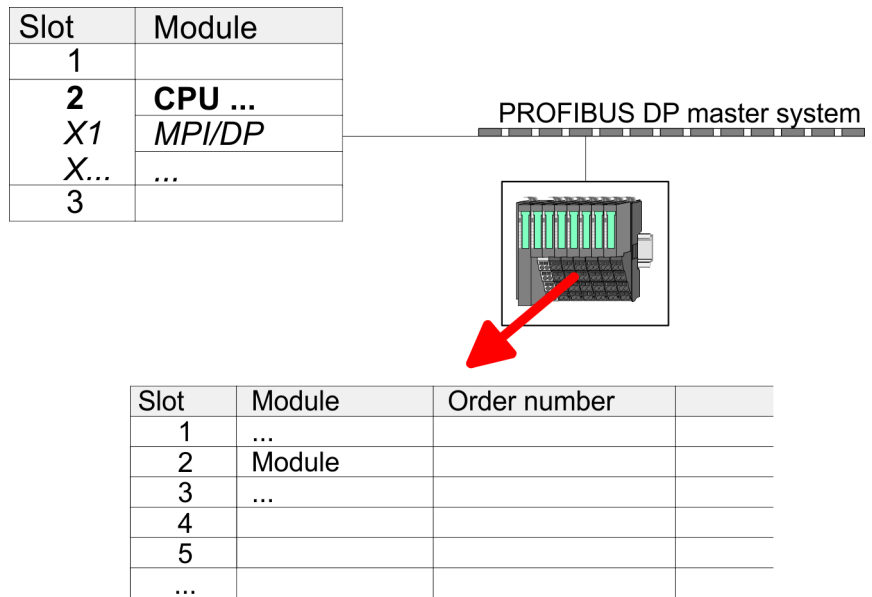 Slot Module
1
2 CPU ...
X1 MPI/DP
X... ...
3
PROFIBUS DP master system
Slot Module Order number
1 ...
2 Module
3 ...
4
5
...